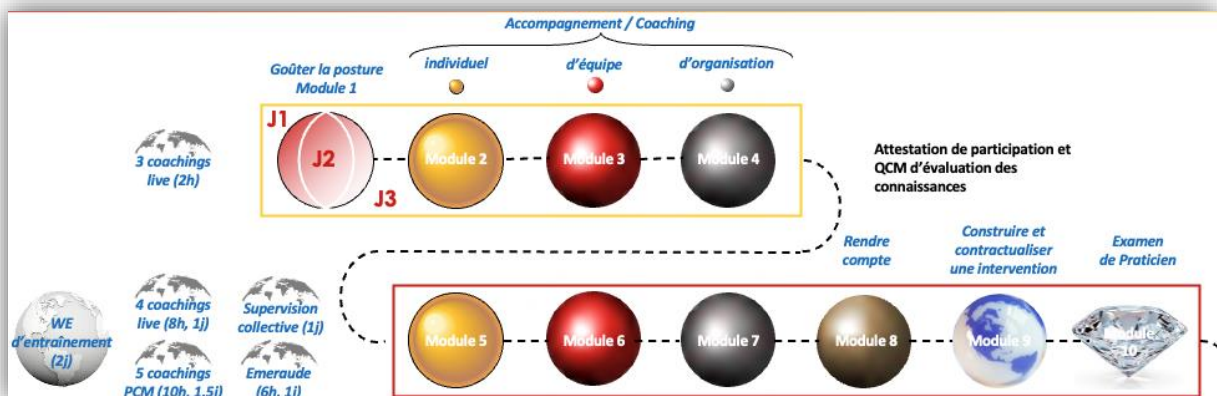 Accompagnement / Coaching
Goûter la posture
Module 1
individuel
d'équipe
d'organisation
J1
J2
J3
Module 2
Module 3
Module 4
3 coachings
live (2h)
Attestation de participation et
QCM d'évaluation des
connaissances
Rendre
compte
Construire et
contractualiser
une intervention
Examen
de Praticien
WE
d'entraînement
(2j)
4 coachings
live (8h, 1j)
Supervision
collective (1j)
5 coachings
PCM (10h, 1,5j)
Emeraude
(6h, 1j)
Module 5
Module 6
Module 7
Module 8
Module 9
Module
10